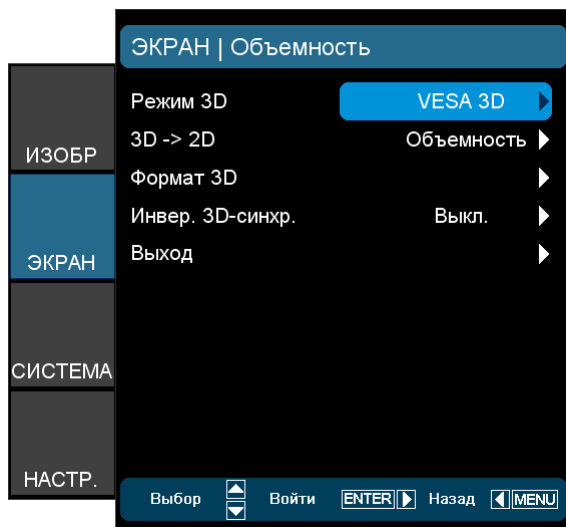 ЭКРАН | Объемность
Режим 3D VESA 3D
3D -> 2D Объемность
Формат 3D
Инвер. 3D-синхр. Выкл.
Выход
ИЗОБР
ЭКРАН
СИСТЕМА
НАСТР.
Выбор Войти ENTER Назад MENU